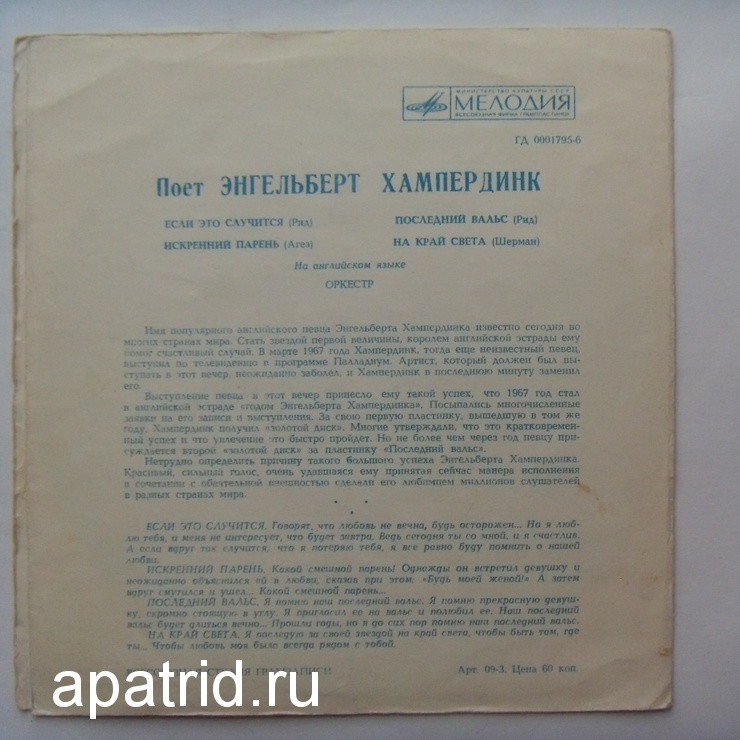 МИНИСТЕРСТВО КУЛЬТУРЫ СССР
МЕЛОДИЯ
ВСЕСОЮЗНАЯ ФИРМА ГРАМПЛАСТИНОК
ГД 0001795-6
Поет ЭНГЕЛЬБЕРТ ХАМПЕРДИНК
ЕСЛИ ЭТО СЛУЧИТСЯ (Рид) ПОСЛЕДНИЙ ВАЛЬС (Рид)
ИСКРЕННИЙ ПАРЕНЬ (Агоэ) НА КРАЙ СВЕТА (Шерман)
На английском языке
ОРКЕСТР
Имя популярного английского певца Энгельберта Хампердинка известно сегодня во
многих странах мира. Стать звездой первой величины, королем английской эстрады ему
помог счастливый случай. В марте 1967 года Хампердинк, тогда еще неизвестный певец,
выступил по телевидению в программе Палладиум. Артист, который должен был вы-
ступать в этот вечер, неожиданно заболел, и Хампердинк в последнюю минуту заменил
его.
Выступление певца в этот вечер принесло ему такой успех, что 1967 год стал
в английской эстраде «годом Энгельберта Хампердинка». Посыпались многочисленные
заявки на его записи и выступления. За свою первую пластинку, вышедшую в том же
году, Хампердинк получил «золотой диск». Многие утверждали, что это кратковремен-
ный успех и что увлечение это быстро пройдет. Но не более чем через год певцу при-
суждается второй «золотой диск» за пластинку «Последний вальс».
Нетрудно определить причину такого большого успеха Энгельберта Хампердинка.
Красивый, сильный голос, очень удавшаяся ему принятая сейчас манера исполнения
в сочетании с обаятельной внешностью сделали его любимцем миллионов слушателей
в разных странах мира.
ЕСЛИ ЭТО СЛУЧИТСЯ. Говорят, что любовь не вечна, будь осторожен... Но я люб-
лю тебя, и меня не интересует, что будет завтра. Ведь сегодня ты со мной, и я счастлив.
А если вдруг так случится, что я потеряю тебя, я все равно буду помнить о нашей
любви.
ИСКРЕННИЙ ПАРЕНЬ. Какой смешной парень! Однажды он встретил девушку и
неожиданно объяснился ей в любви, сказав при этом: «Будь моей женой!» А затем
вдруг смутился и ушел... Какой смешной парень...
ПОСЛЕДНИЙ ВАЛЬС. Я помню наш последний вальс. Я помню прекрасную девуш-
ку, скромно стоящую в углу. Я пригласил ее на вальс и полюбил ее. Наш последний
вальс будет длиться вечно... Прошли годы, но я до сих пор помню наш последний вальс.
НА КРАЙ СВЕТА. Я последую за своей звездой на край света, чтобы быть там, где
ты... Чтобы любовь моя была всегда рядом с тобой.
Арт. 09-3. Цена 60 коп.
apatrid.ru